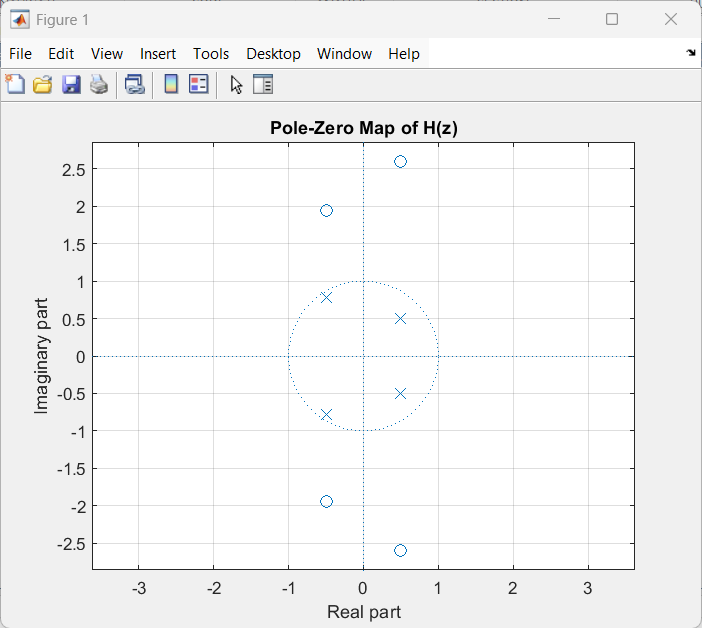 Figure 1
File Edit View Insert Tools Desktop Window Help
Pole-Zero Map of H(z)
2.5
2
1.5
1
0.5
0
-0.5
-1
-1.5
-2
-2.5
Imaginary part
-3 -2 -1 0 1 2 3
Real part